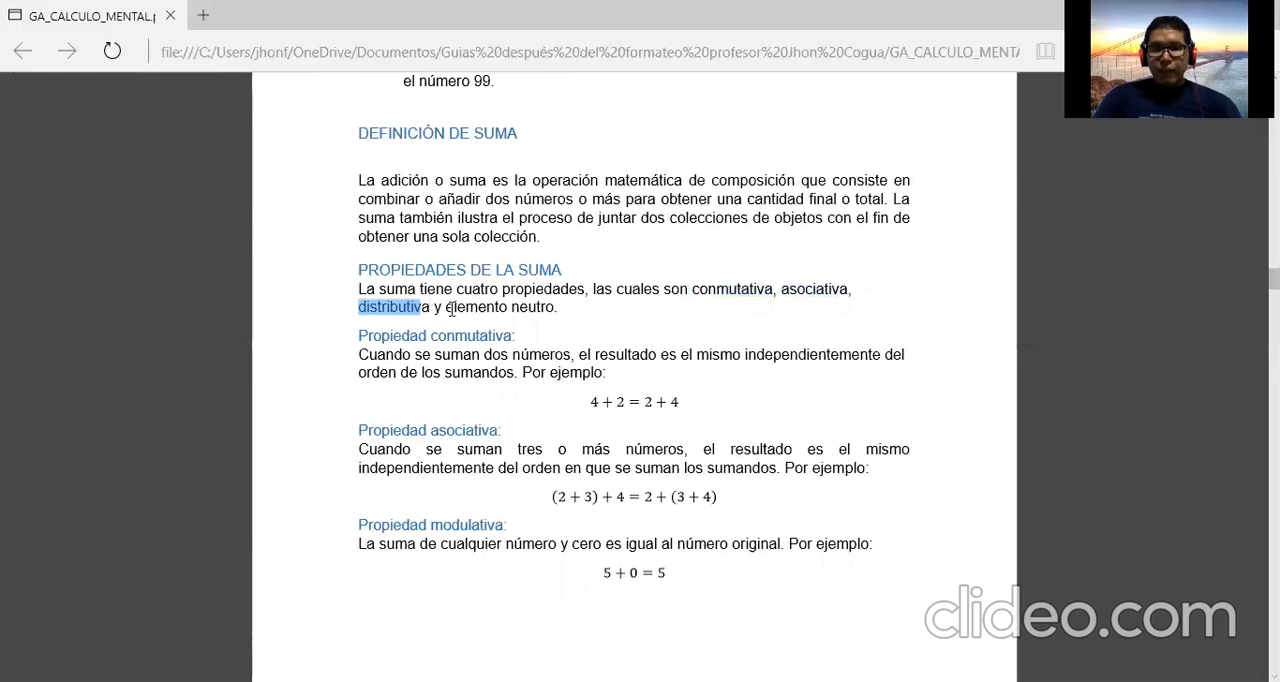 GA_CALCULO_MENTAL.p
file:///C:/Users/jhonf/OneDrive/Documentos/Guias%20después%20del%20formateo%20profesor%20Jhon%20Cogua/GA_CALCULO_MENTA
el número 99.
DEFINICIÓN DE SUMA
La adición o suma es la operación matemática de composición que consiste en
combinar o añadir dos números o más para obtener una cantidad final o total. La
suma también ilustra el proceso de juntar dos colecciones de objetos con el fin de
obtener una sola colección.
PROPIEDADES DE LA SUMA
La suma tiene cuatro propiedades, las cuales son conmutativa, asociativa,
distributiva y elemento neutro.
Propiedad conmutativa:
Cuando se suman dos números, el resultado es el mismo independientemente del
orden de los sumandos. Por ejemplo:
4 + 2 = 2 + 4
Propiedad asociativa:
Cuando se suman tres o más números, el resultado es el mismo
independientemente del orden en que se suman los sumandos. Por ejemplo:
(2 + 3) + 4 = 2 + (3 + 4)
Propiedad modulativa:
La suma de cualquier número y cero es igual al número original. Por ejemplo:
5 + 0 = 5
clideo.com